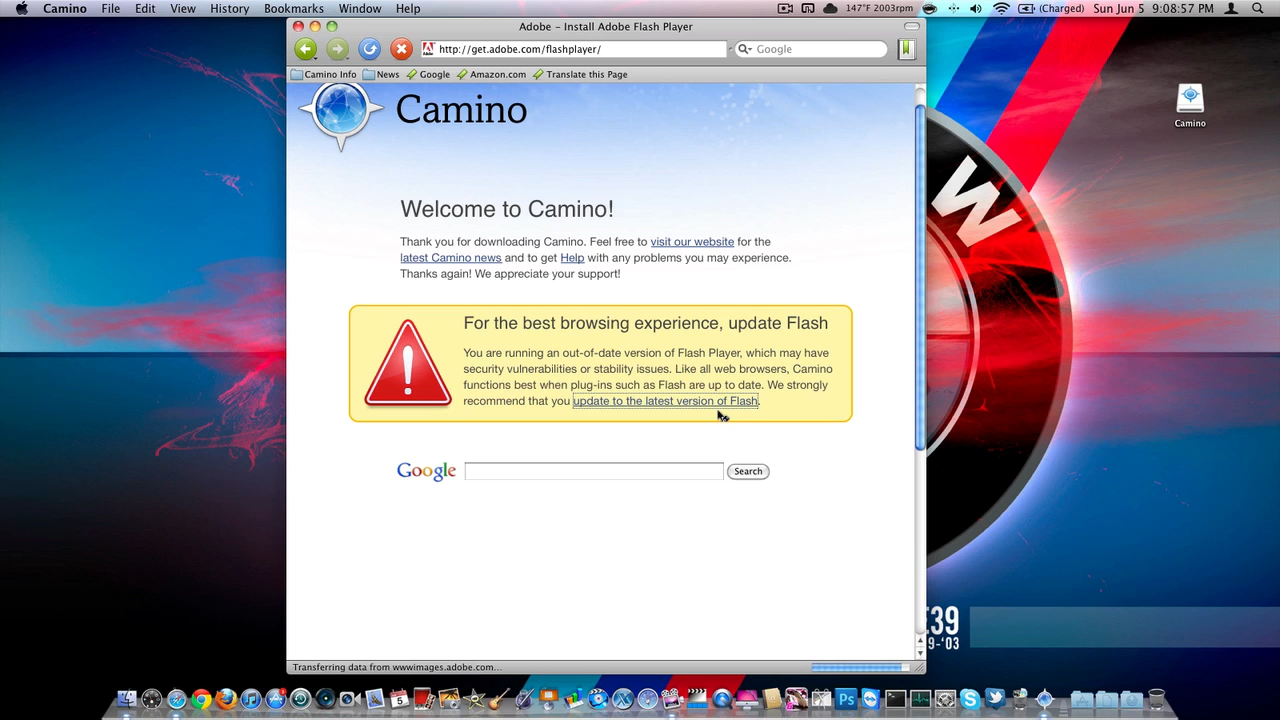 Camino File Edit View History Bookmarks Window Help 147°F 2003rpm (Charged) Sun Jun 5 9:08:57 PM
Adobe – Install Adobe Flash Player
http://get.adobe.com/flashplayer/ Google
Camino Info News Google Amazon.com Translate this Page
Camino
Camino
W
Welcome to Camino!
Thank you for downloading Camino. Feel free to visit our website for the
latest Camino news and to get Help with any problems you may experience.
Thanks again! We appreciate your support!
For the best browsing experience, update Flash
You are running an out-of-date version of Flash Player, which may have
security vulnerabilities or stability issues. Like all web browsers, Camino
functions best when plug-ins such as Flash are up to date. We strongly
recommend that you update to the latest version of Flash.
Google Search
E39
9-'03
Transferring data from wwwimages.adobe.com...
5 Ps